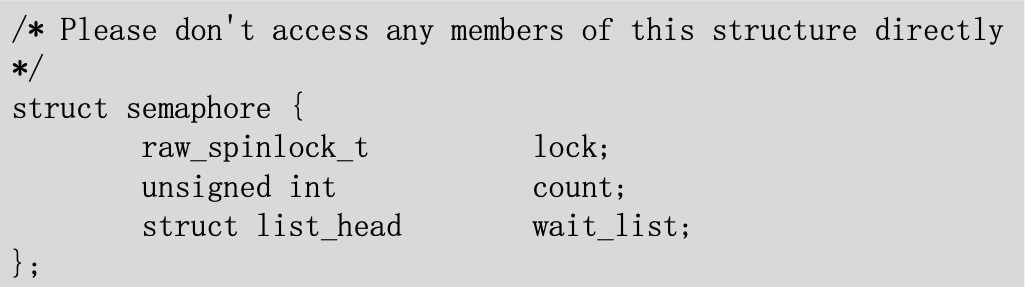 /* Please don't access any members of this structure directly
*/
struct semaphore {
        raw_spinlock_t          lock;
        unsigned int            count;
        struct list_head        wait_list;
};